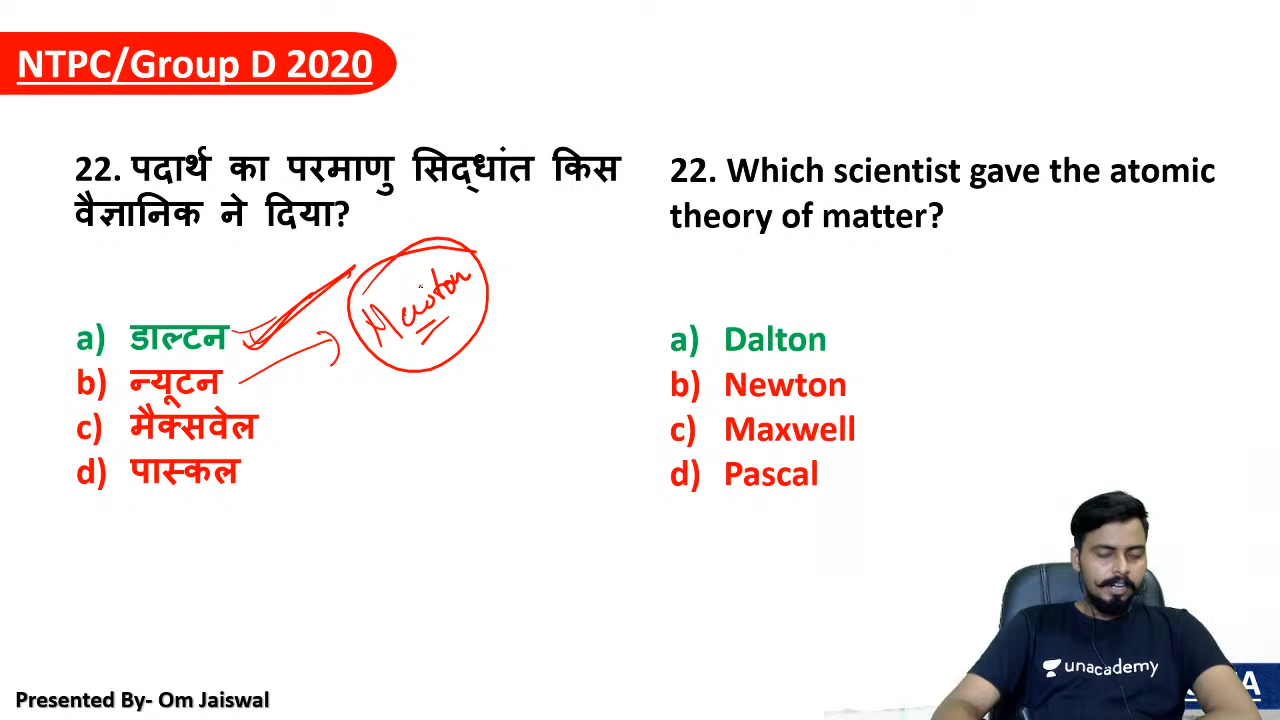 NTPC/Group D 2020
22. पदार्थ का परमाणु सिद्धांत किस
वैज्ञानिक ने दिया?
a) डाल्टन
b) न्यूटन
c) मैक्सवेल
d) पास्कल
22. Which scientist gave the atomic
theory of matter?
a) Dalton
b) Newton
c) Maxwell
d) Pascal
unacademy
Presented By- Om Jaiswal